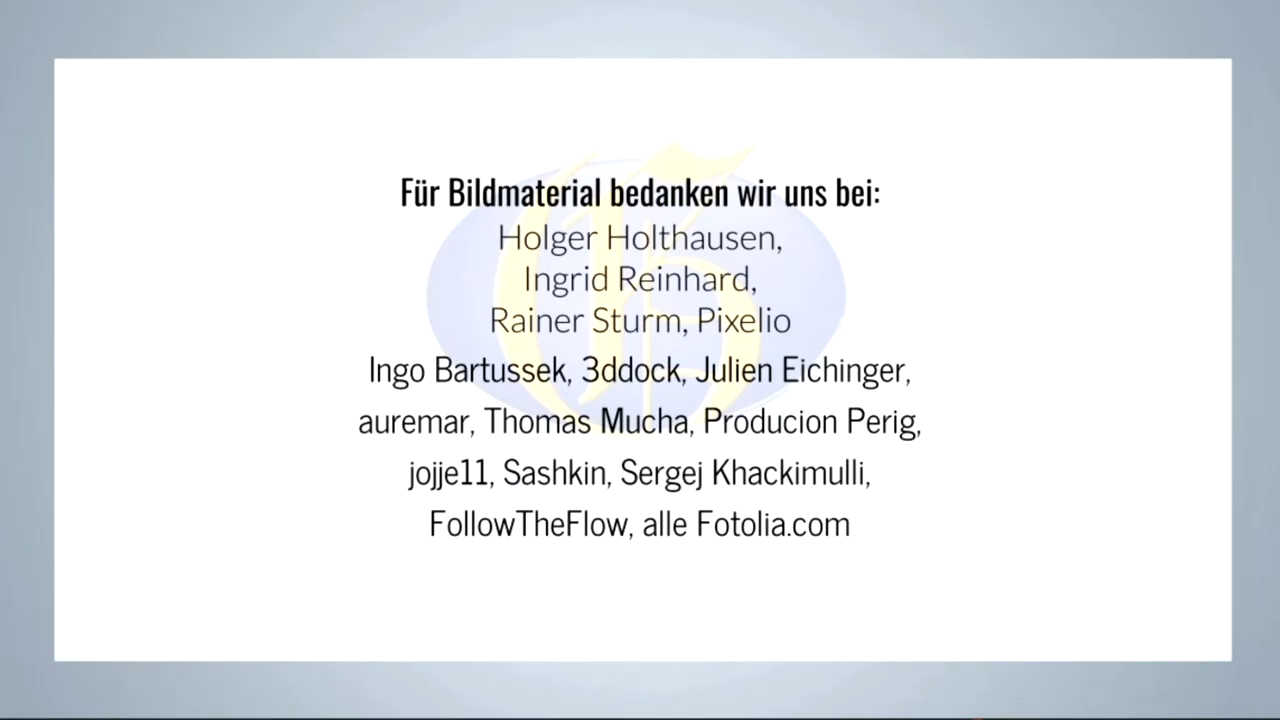 Für Bildmaterial bedanken wir uns bei:
Holger Holthausen,
Ingrid Reinhard,
Rainer Sturm, Pixelio
Ingo Bartussek, 3ddock, Julien Eichinger,
auremar, Thomas Mucha, Producion Perig,
jojje11, Sashkin, Sergej Khackimulli,
FollowTheFlow, alle Fotolia.com